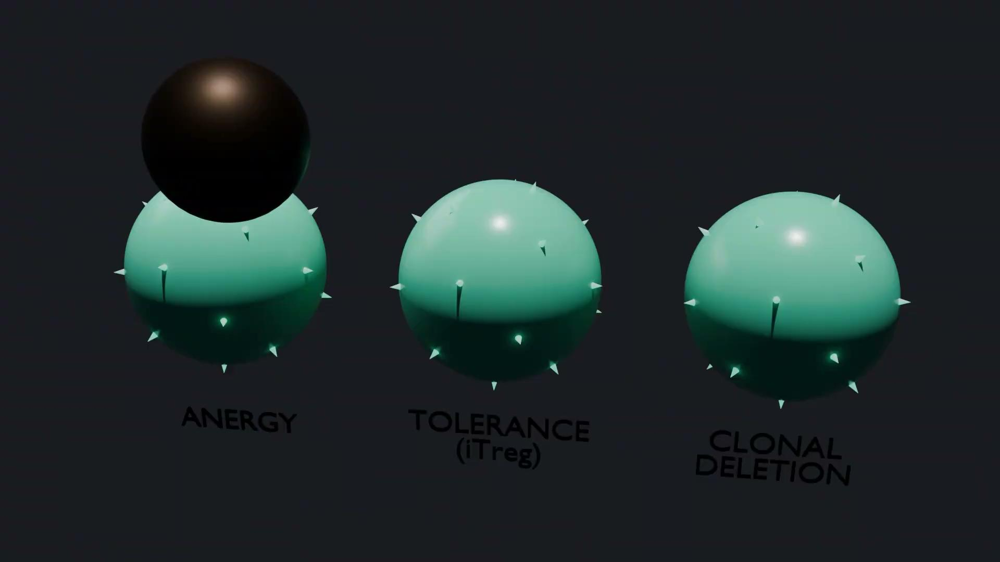 ANERGY
TOLERANCE
(iTreg)
CLONAL
DELETION